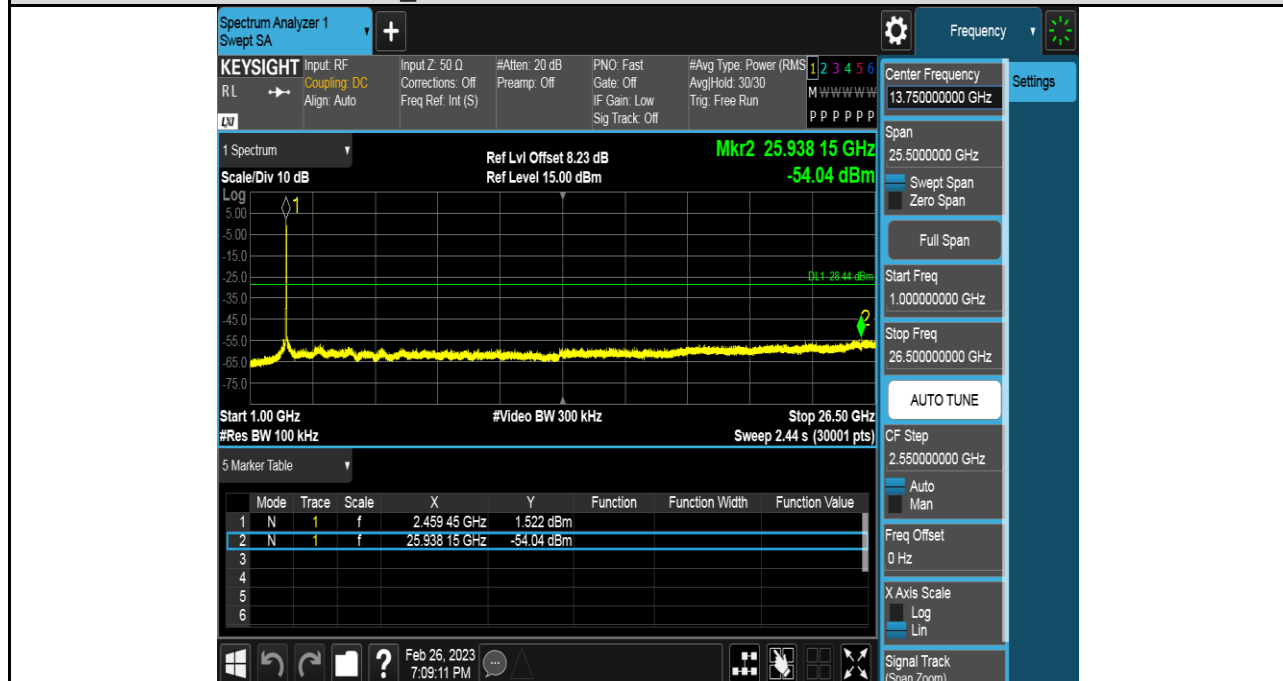 Spectrum Analyzer 1
Swept SA
+
Frequency
KEYSIGHT
RL
LXI
Input: RF
Coupling: DC
Align: Auto
Input Z: 50 Ω
Corrections: Off
Freq Ref: Int (S)
#Atten: 20 dB
Preamp: Off
PNO: Fast
Gate: Off
IF Gain: Low
Sig Track: Off
#Avg Type: Power (RMS
Avg|Hold: 30/30
Trig: Free Run
1 2 3 4 5 6
M W W W W W
P P P P P P
1 Spectrum
Scale/Div 10 dB
Ref Lvl Offset 8.23 dB
Ref Level 15.00 dBm
Mkr2 25.938 15 GHz
-54.04 dBm
Log
5.00
-5.00
-15.0
-25.0
-35.0
-45.0
-55.0
-65.0
-75.0
1
DL1 -28.44 dBm
2
Start 1.00 GHz
#Res BW 100 kHz
#Video BW 300 kHz
Stop 26.50 GHz
Sweep 2.44 s (30001 pts)
5 Marker Table
Mode Trace Scale X Y Function Function Width Function Value
1 N 1 f 2.459 45 GHz 1.522 dBm
2 N 1 f 25.938 15 GHz -54.04 dBm
3
4
5
6
?
Feb 26, 2023
7:09:11 PM
Center Frequency
13.750000000 GHz
Settings
Span
25.5000000 GHz
Swept Span
Zero Span
Full Span
Start Freq
1.000000000 GHz
Stop Freq
26.500000000 GHz
AUTO TUNE
CF Step
2.550000000 GHz
Auto
Man
Freq Offset
0 Hz
X Axis Scale
Log
Lin
Signal Track
(Span Zoom)